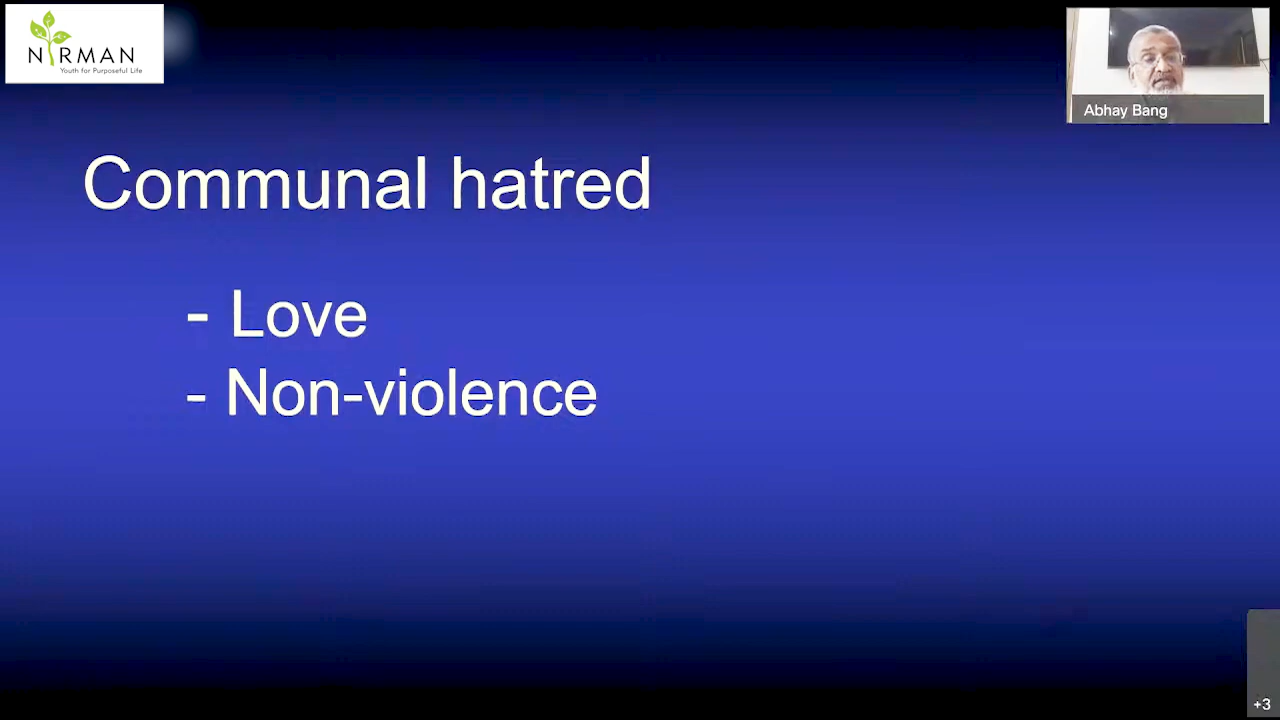 NIRMAN
Youth for Purposeful Life
Abhay Bang
Communal hatred
- Love
- Non-violence
+3